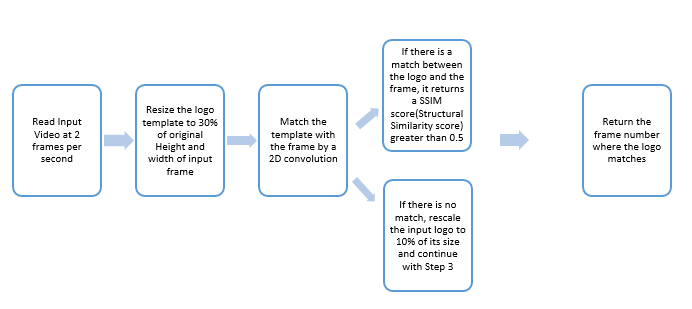 Read Input
Video at 2
frames per
second
Resize the logo
template to 30%
of original
Height and
width of input
frame
Match the
template with
the frame by a
2D convolution
If there is a
match between
the logo and the
frame, it returns
a SSIM
score(Structural
Similarity score)
greater than 0.5
If there is no
match, rescale
the input logo to
10% of its size
and continue
with Step 3
Return the
frame number
where the logo
matches